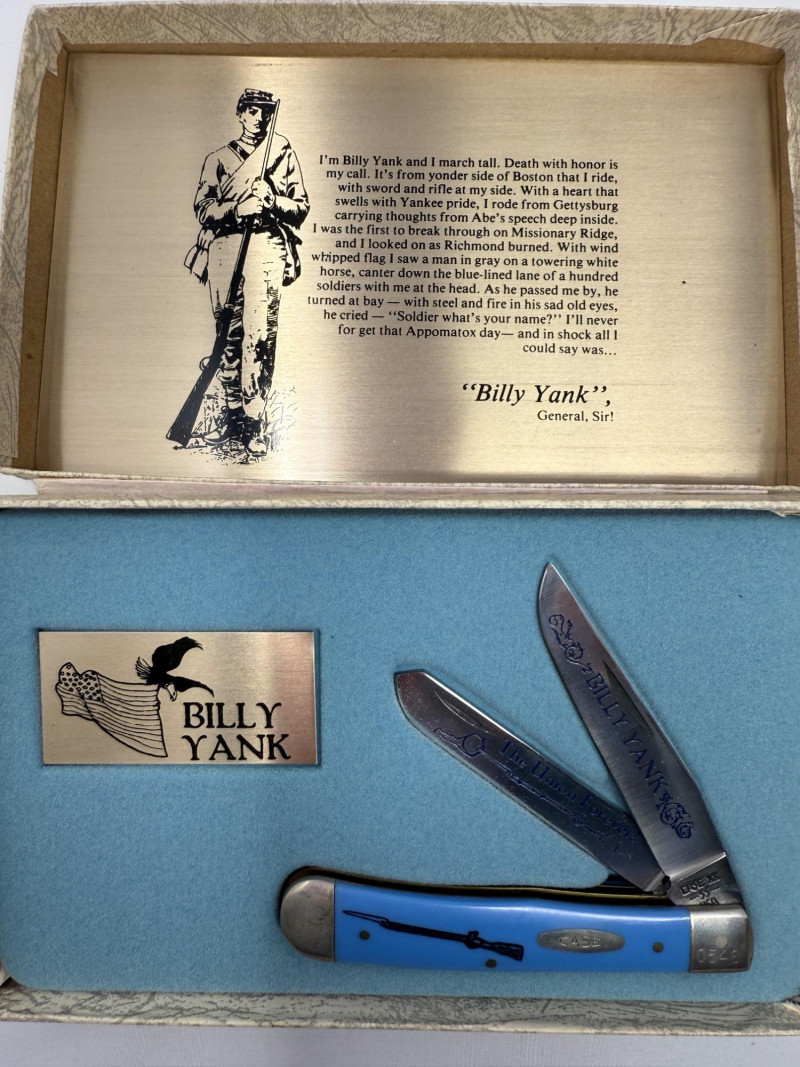 I'm Billy Yank and I march tall. Death with honor is
my call. It's from yonder side of Boston that I ride,
with sword and rifle at my side. With a heart that
swells with Yankee pride, I rode from Gettysburg
carrying thoughts from Abe's speech deep inside.
I was the first to break through on Missionary Ridge,
and I looked on as Richmond burned. With wind
whipped flag I saw a man in gray on a towering white
horse, canter down the blue-lined lane of a hundred
soldiers with me at the head. As he passed me by, he
turned at bay — with steel and fire in his sad old eyes,
he cried — “Soldier what's your name?” I'll never
for get that Appomatox day— and in shock all I
could say was...
“Billy Yank”,
General, Sir!
BILLY
YANK
BILLY YANK
The Union Forever
CASE XX
USA
CASE